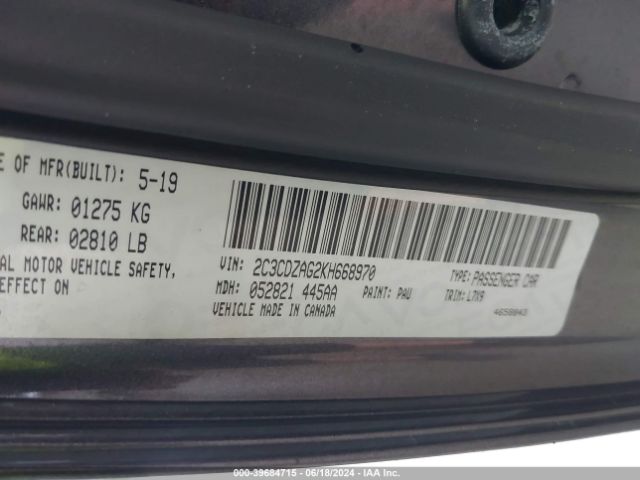 E OF MFR(BUILT): 5-19
GAWR: 01275 KG
REAR: 02810 LB
AL MOTOR VEHICLE SAFETY,
EFFECT ON
VIN: 2C3CDZAG2KH668970
TYPE: PASSENGER CAR
MDH: 052821 445AA
PAINT: PAU
TRIM: L7X9
VEHICLE MADE IN CANADA
000-39684715 - 06/18/2024 - IAA Inc.